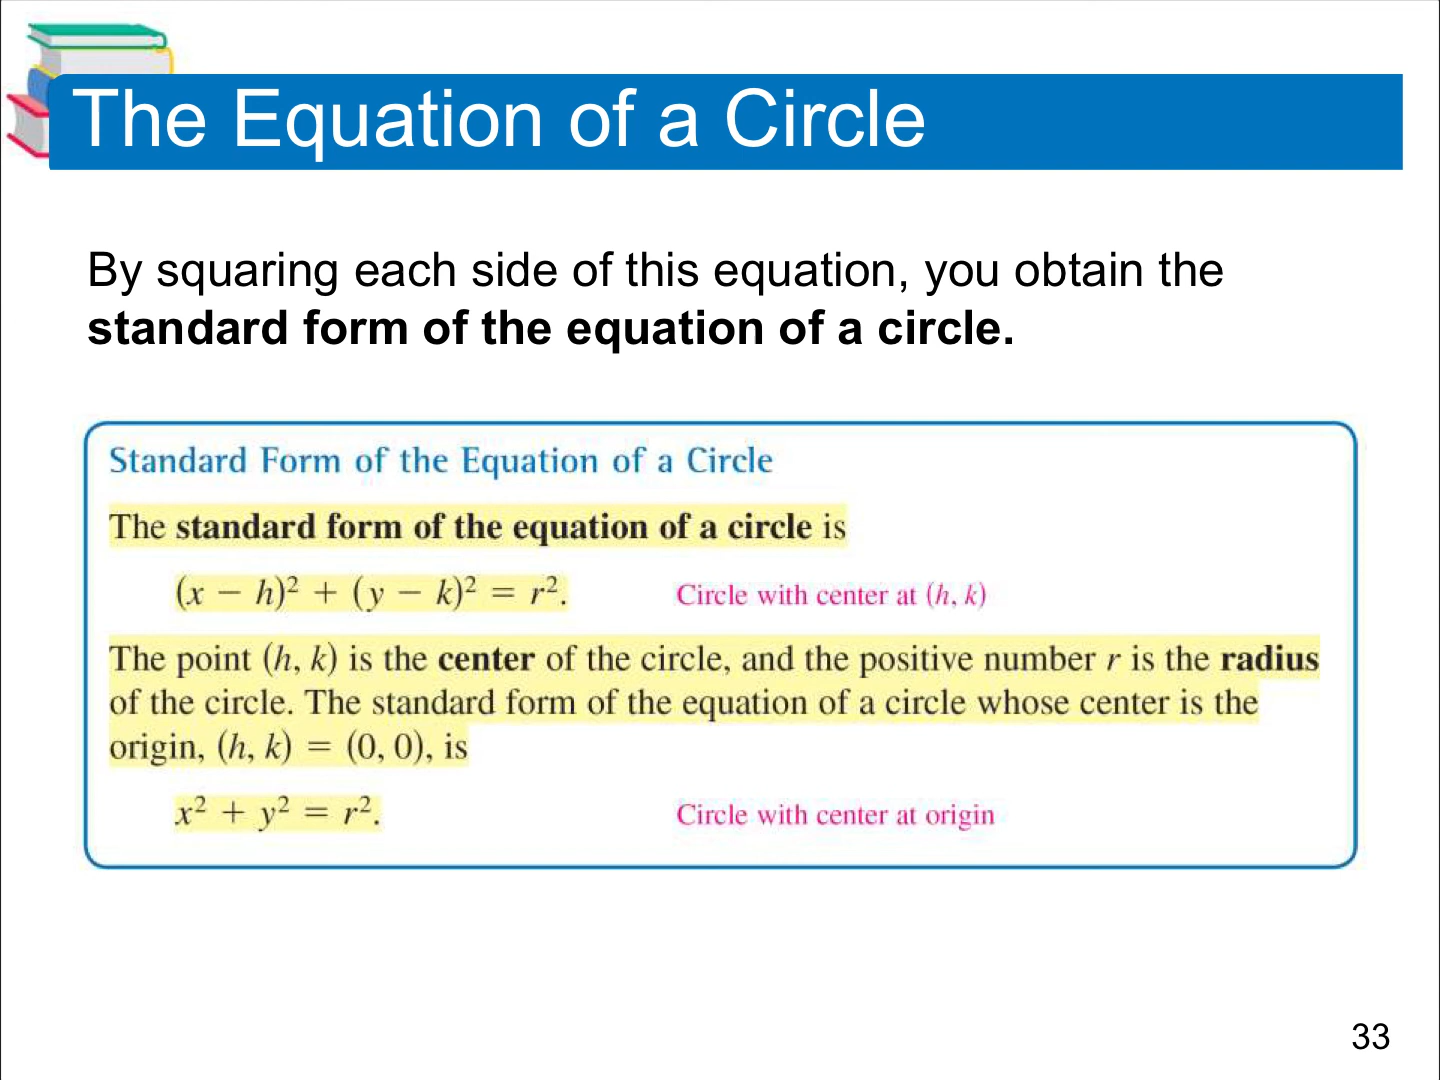 The Equation of a Circle
By squaring each side of this equation, you obtain the
standard form of the equation of a circle.
Standard Form of the Equation of a Circle
The standard form of the equation of a circle is
(x − h)² + (y − k)² = r². Circle with center at (h, k)
The point (h, k) is the center of the circle, and the positive number r is the radius
of the circle. The standard form of the equation of a circle whose center is the
origin, (h, k) = (0, 0), is
x² + y² = r². Circle with center at origin
33